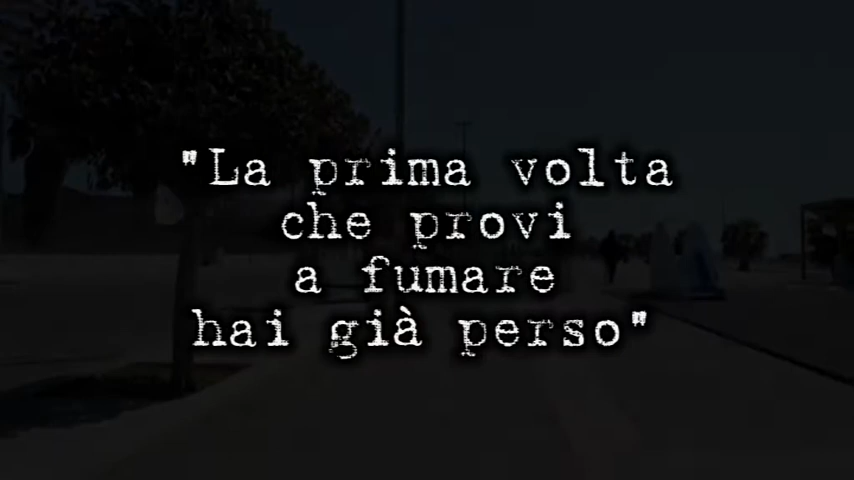 "La prima volta
che provi
a fumare
hai già perso"